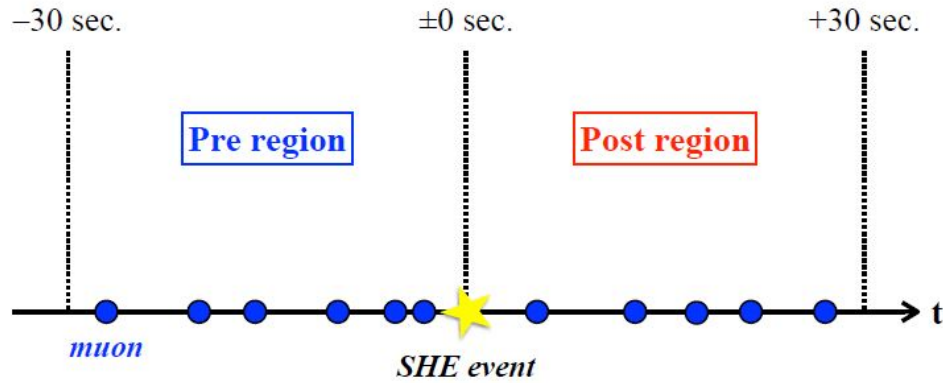 −30 sec.
±0 sec.
+30 sec.
Pre region
Post region
t
muon
SHE event